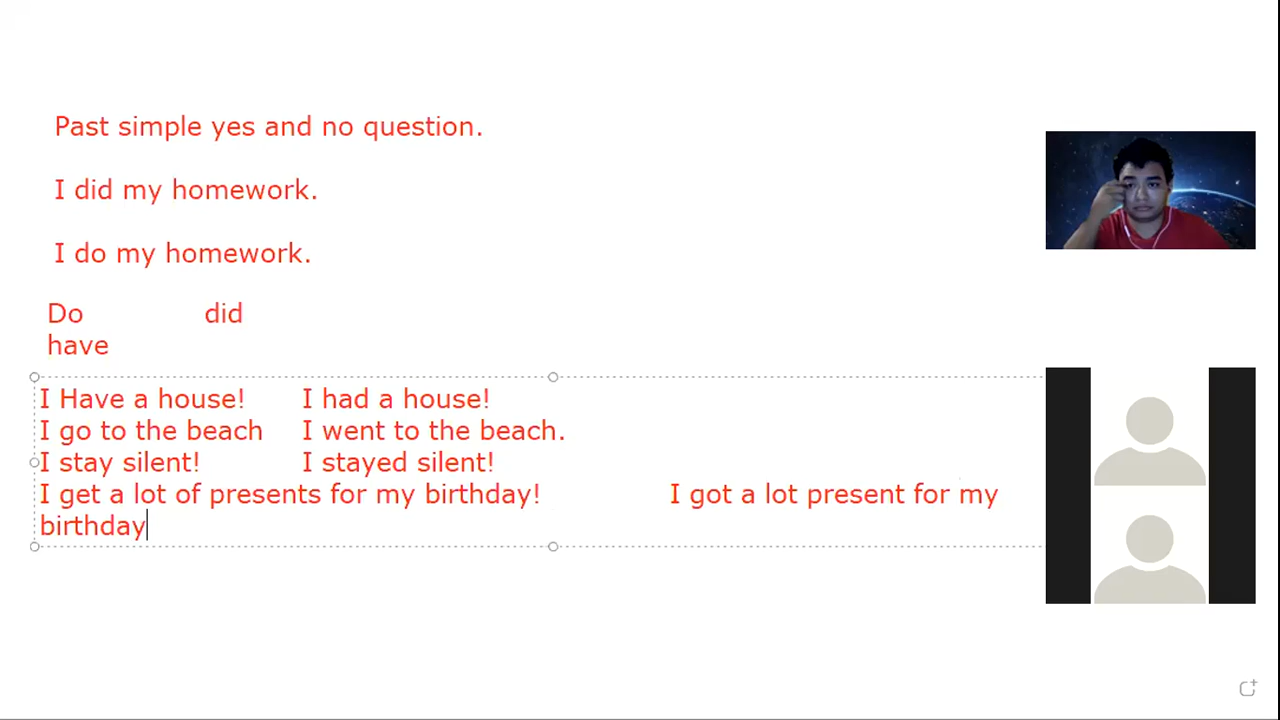 Past simple yes and no question.
I did my homework.
I do my homework.
Do did
have
I Have a house! I had a house!
I go to the beach I went to the beach.
I stay silent! I stayed silent!
I get a lot of presents for my birthday! I got a lot present for my
birthday